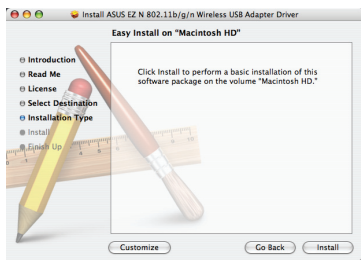 Install ASUS EZ N 802.11b/g/n Wireless USB Adapter Driver
Easy Install on "Macintosh HD"
Introduction
Read Me
License
Select Destination
Installation Type
Install
Finish Up
Click Install to perform a basic installation of this
software package on the volume "Macintosh HD."
Customize
Go Back
Install